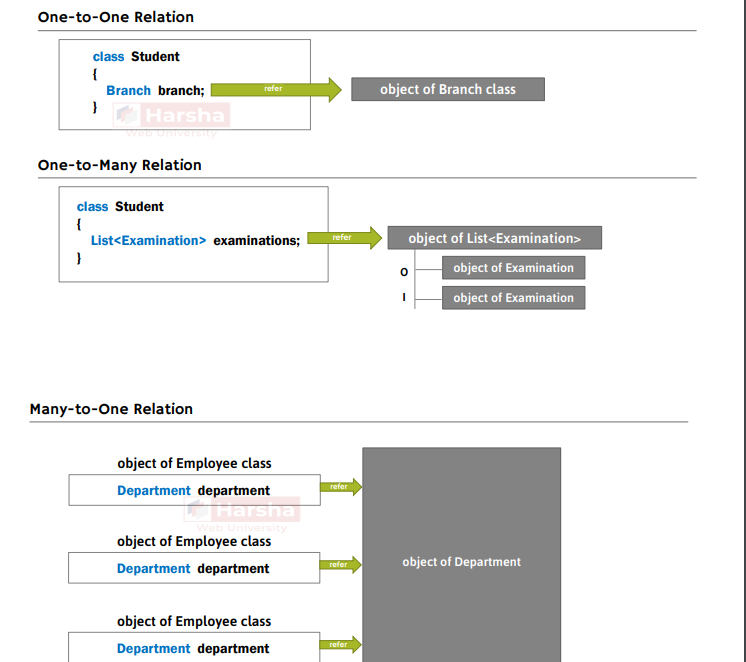 One-to-One Relation
class Student
{
Branch branch;
refer
object of Branch class
}
Harsha
Web University
One-to-Many Relation
class Student
{
List<Examination> examinations;
refer
object of List<Examination>
}
0
object of Examination
1
object of Examination
Many-to-One Relation
object of Employee class
Department department
refer
Harsha
Web University
object of Employee class
Department department
refer
object of Department
object of Employee class
Department department
refer